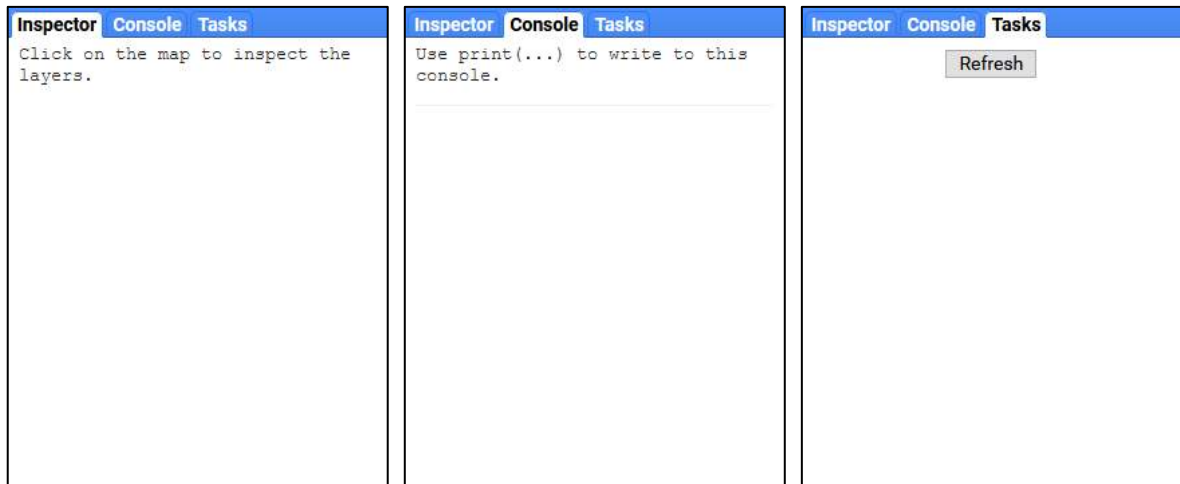 Inspector Console Tasks
Click on the map to inspect the
layers.
Inspector Console Tasks
Use print(...) to write to this
console.
Inspector Console Tasks
Refresh